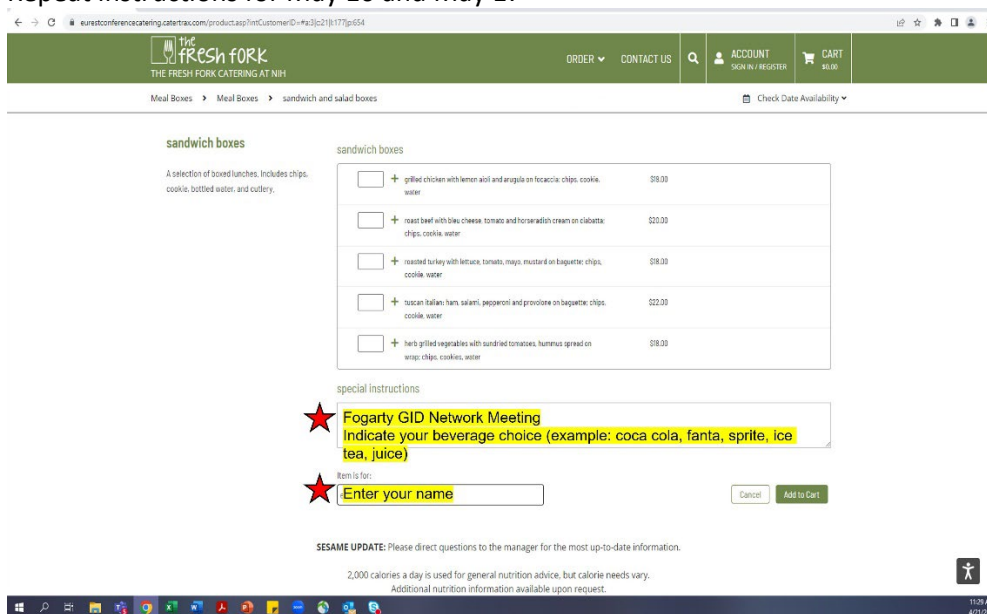 eurestconferencecatering.catertrax.com/product.asp?intCustomerID=#a:3|c:21|t:177|p:654
the
fresh fork
THE FRESH FORK CATERING AT NIH
ORDER
CONTACT US
ACCOUNT
SIGN IN / REGISTER
CART
$0.00
Meal Boxes > Meal Boxes > sandwich and salad boxes
Check Date Availability
sandwich boxes
A selection of boxed lunches. Includes chips,
cookie, bottled water, and cutlery.
sandwich boxes
+ grilled chicken with lemon aioli and arugula on focaccia; chips, cookie,
water
$18.00
+ roast beef with bleu cheese, tomato and horseradish cream on ciabatta;
chips, cookie, water
$20.00
+ roasted turkey with lettuce, tomato, mayo, mustard on baguette; chips,
cookie, water
$18.00
+ tuscan italian; ham, salami, pepperoni and provolone on baguette; chips,
cookie, water
$22.00
+ herb grilled vegetables with sundried tomatoes, hummus spread on
wrap; chips, cookies, water
$18.00
special instructions
Fogarty GID Network Meeting
Indicate your beverage choice (example: coca cola, fanta, sprite, ice
tea, juice)
Item is for:
Enter your name
Cancel
Add to Cart
SESAME UPDATE: Please direct questions to the manager for the most up-to-date information.
2,000 calories a day is used for general nutrition advice, but calorie needs vary.
Additional nutrition information available upon request.